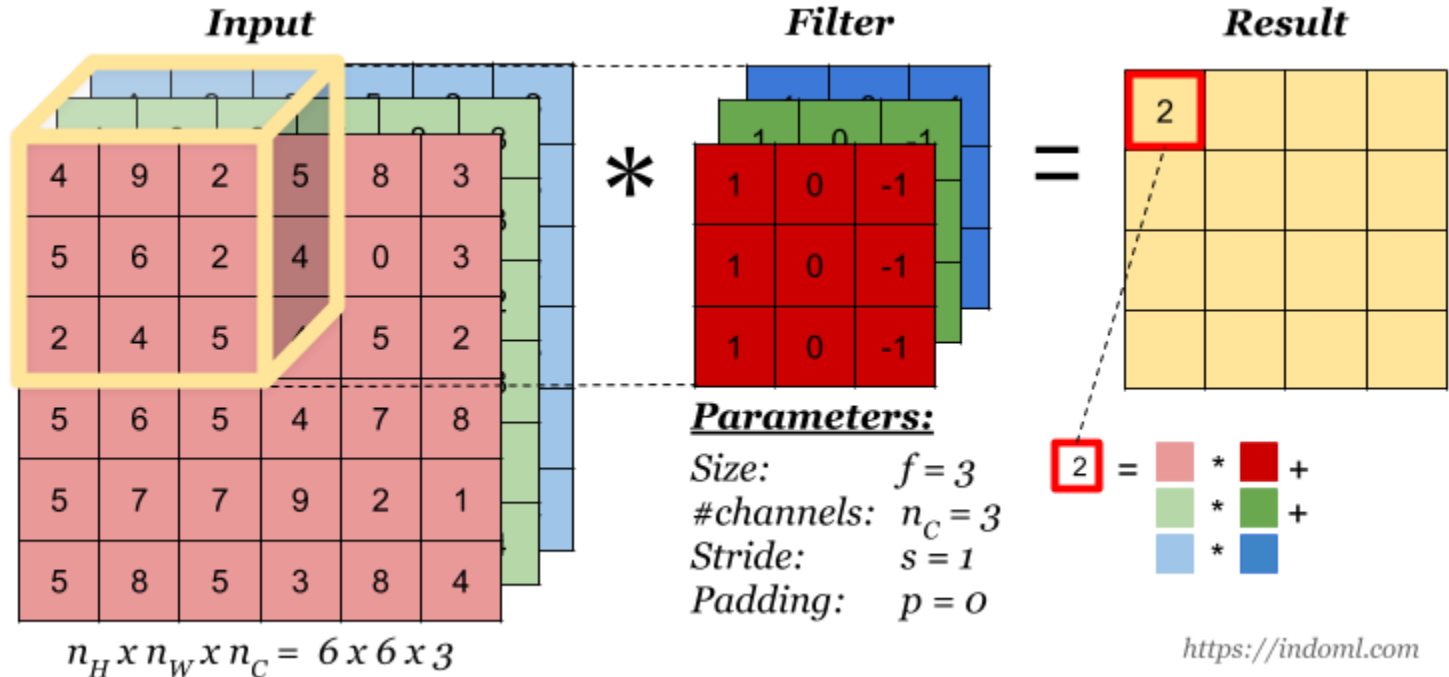 Input
Filter
Result
4 9 2 5 8 3
5 6 2 4 0 3
2 4 5 5 2
5 6 5 4 7 8
5 7 7 9 2 1
5 8 5 3 8 4
n_H x n_W x n_C = 6 x 6 x 3
*
1 0 -1
1 0 -1
1 0 -1
1 0 -1
=
2
Parameters:
Size: f = 3
#channels: n_C = 3
Stride: s = 1
Padding: p = 0
2 = * +
* +
*
https://indoml.com